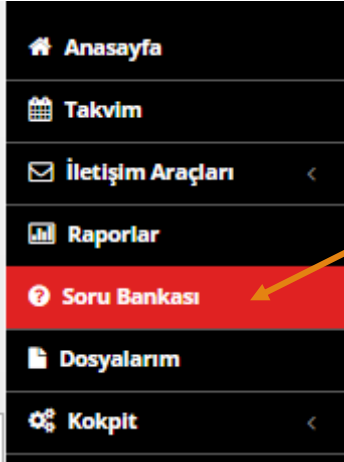 Anasayfa
Takvim
İletişim Araçları
Raporlar
Soru Bankası
Dosyalarım
Kokpit